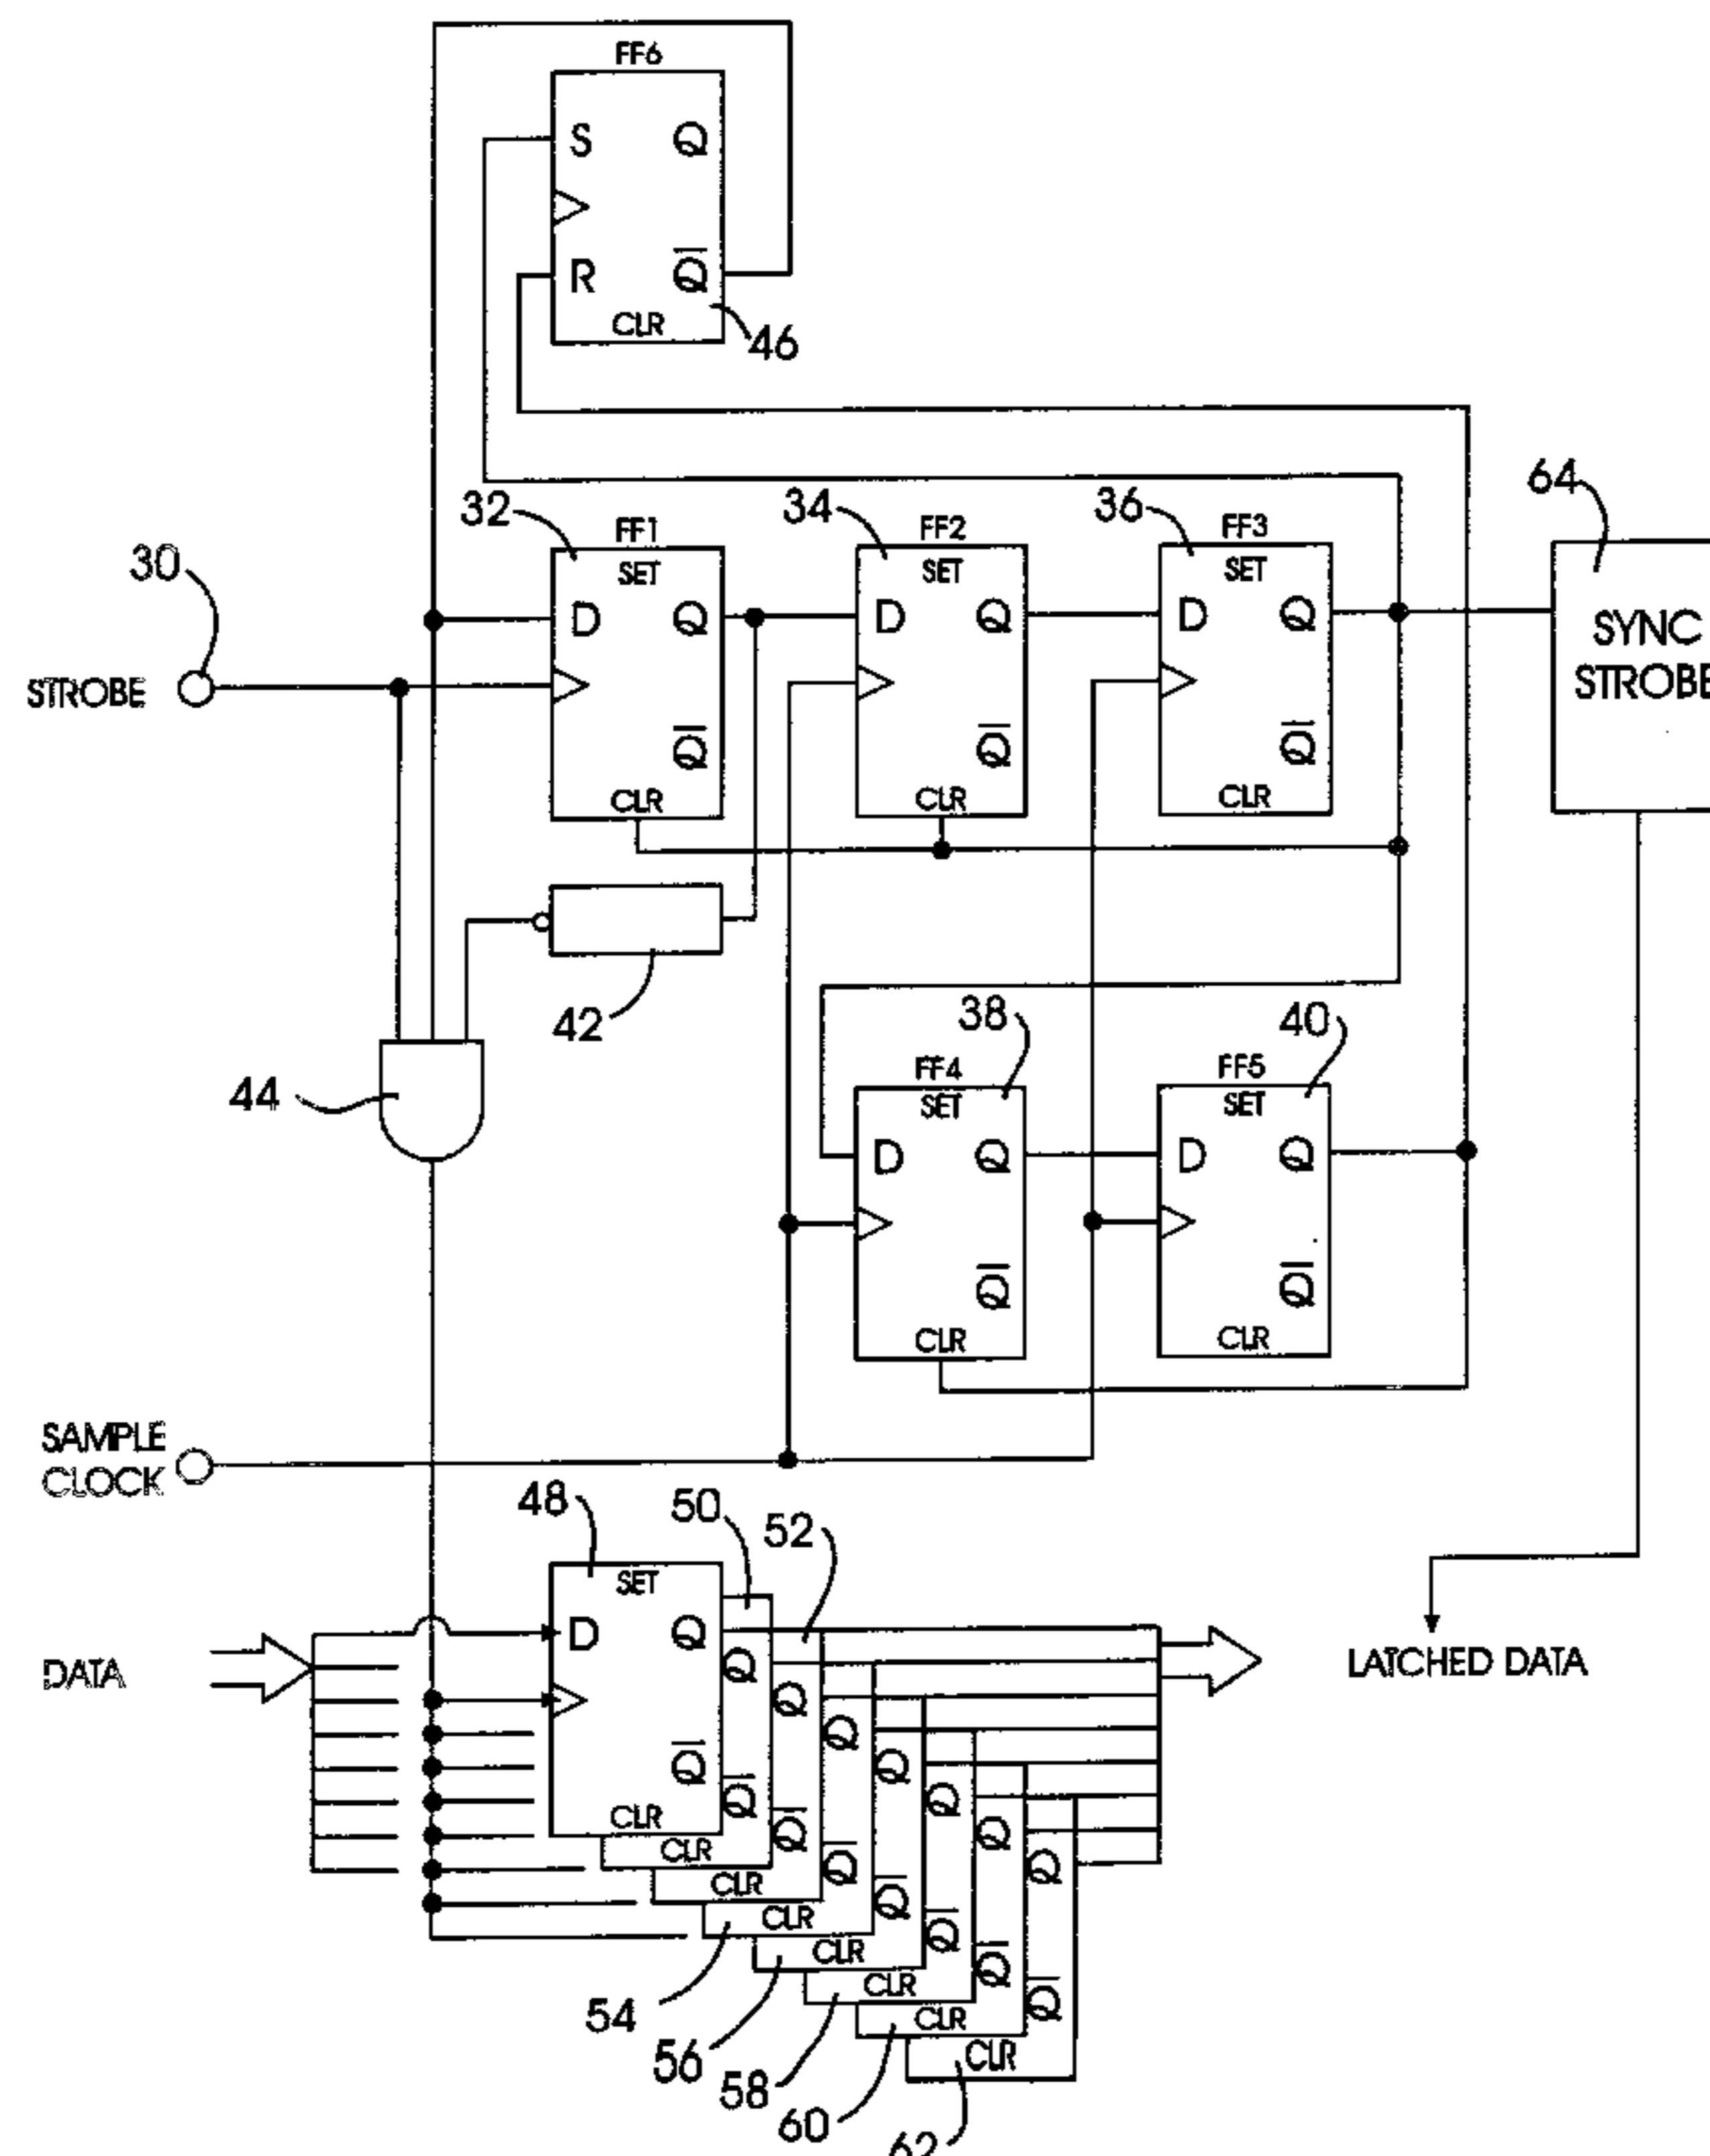 FF6
S Q
R Q̅
CLR
46
32 FF1
34 FF2
36 FF3
64
30
SET
D Q
Q̅
CLR
SET
D Q
Q̅
CLR
SET
D Q
Q̅
CLR
SYNC
STROBE
STROBE
42
44
38
FF4
SET
D Q
Q̅
CLR
40
FF5
SET
D Q
Q̅
CLR
SAMPLE
CLOCK
48
50
52
SET
D Q
Q̅
CLR
Q
Q̅
CLR
Q
Q̅
CLR
Q
Q̅
CLR
Q
Q̅
CLR
Q
Q̅
CLR
Q
Q̅
CLR
Q
Q̅
CLR
DATA
LATCHED DATA
54
56
58
60
62